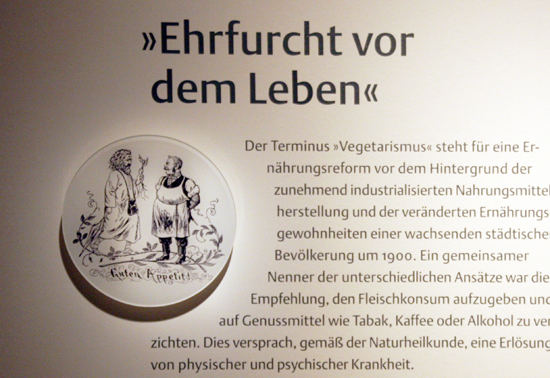 »Ehrfurcht vor
dem Leben«
Der Terminus »Vegetarismus« steht für eine Er-
nährungsreform vor dem Hintergrund der
zunehmend industrialisierten Nahrungsmittel
herstellung und der veränderten Ernährungs
gewohnheiten einer wachsenden städtischen
Bevölkerung um 1900. Ein gemeinsamer
Nenner der unterschiedlichen Ansätze war die
Empfehlung, den Fleischkonsum aufzugeben und
auf Genussmittel wie Tabak, Kaffee oder Alkohol zu ver
zichten. Dies versprach, gemäß der Naturheilkunde, eine Erlösung
von physischer und psychischer Krankheit.
Guten Appetit!